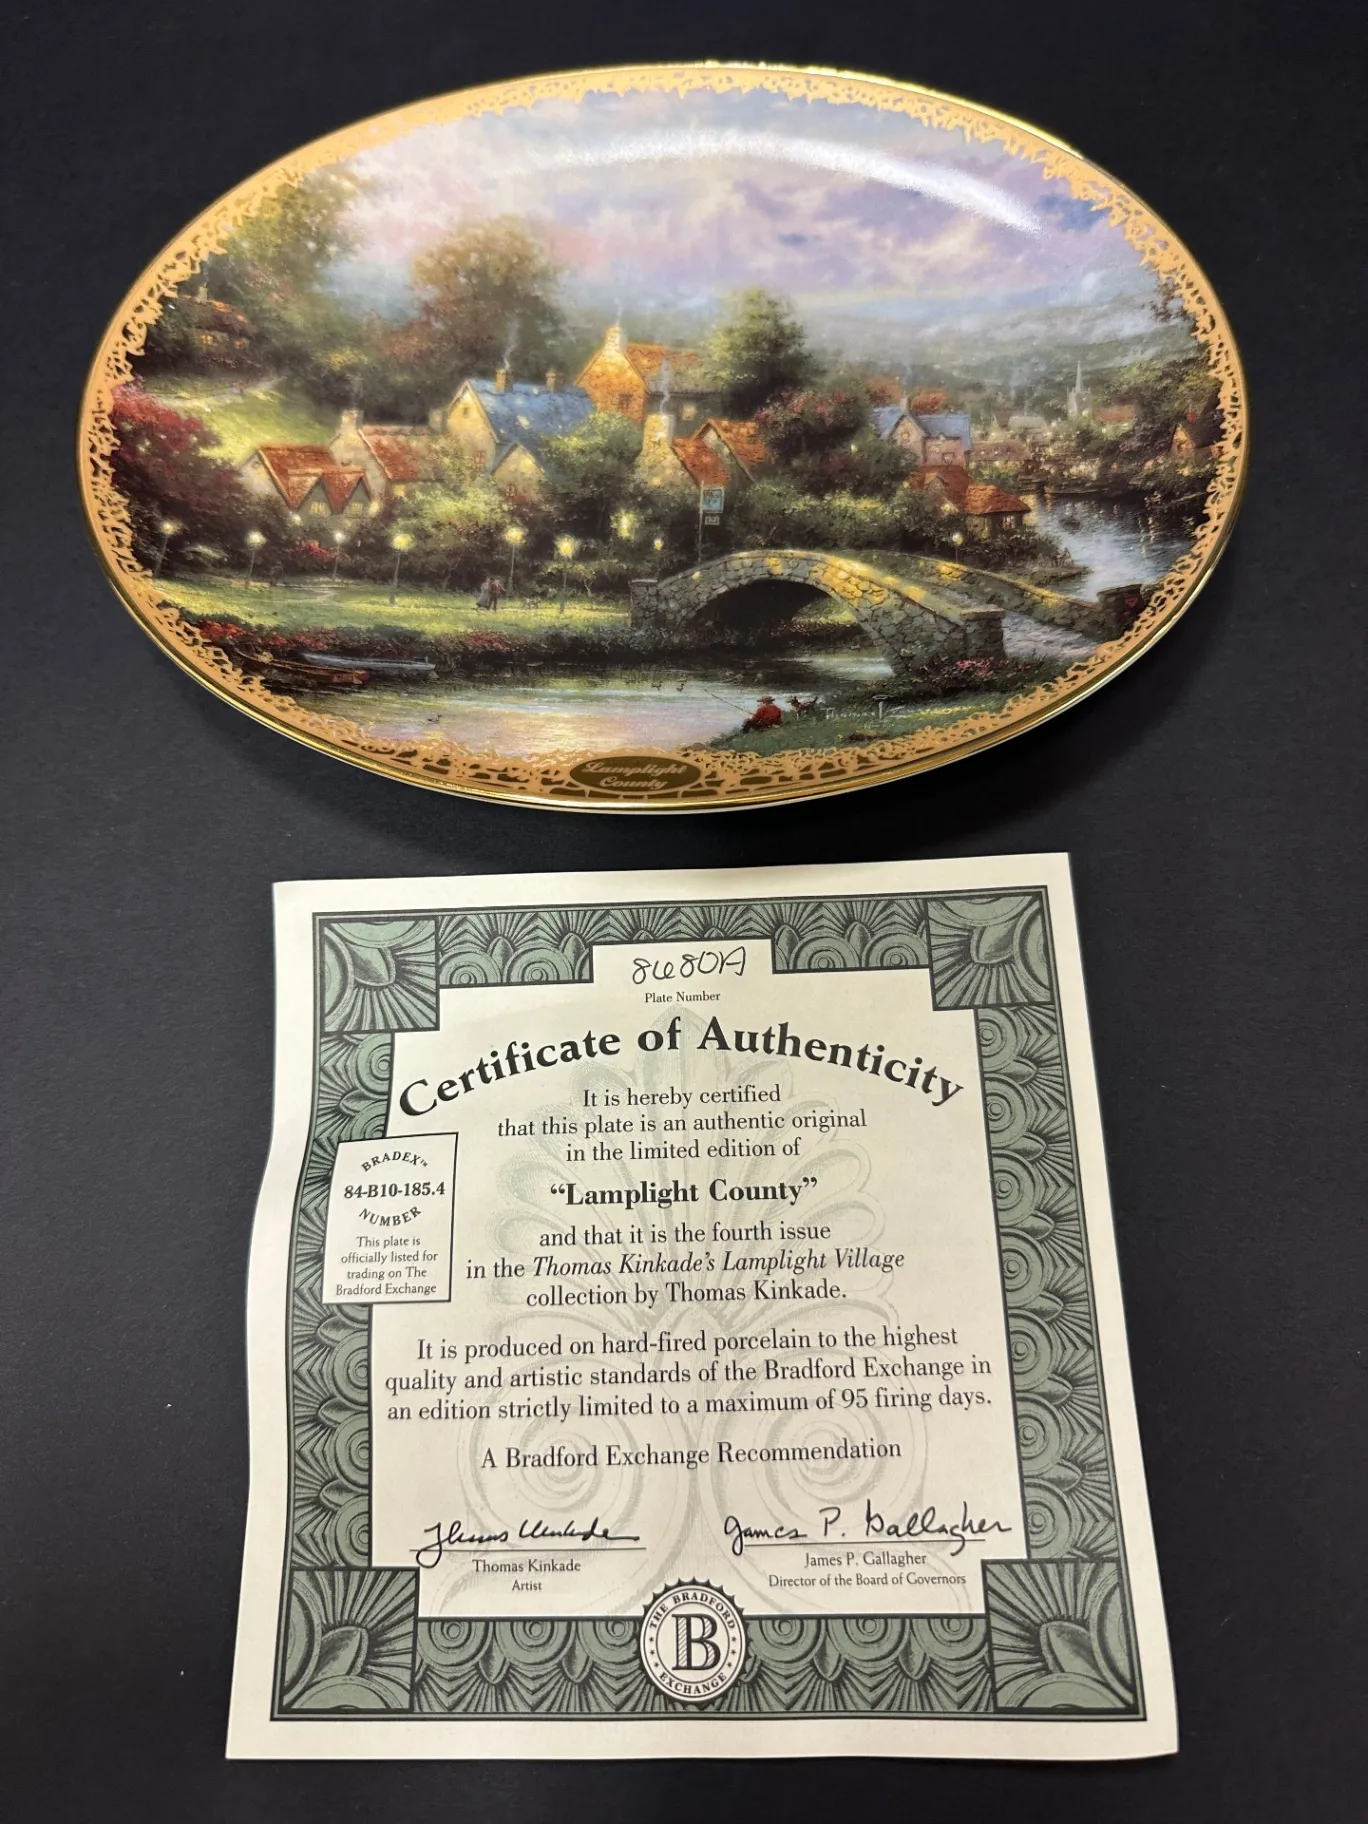 Thomas K
Lamplight
County
8680A
Plate Number
Certificate of Authenticity
It is hereby certified
that this plate is an authentic original
in the limited edition of
“Lamplight County”
and that it is the fourth issue
in the Thomas Kinkade's Lamplight Village
collection by Thomas Kinkade.
BRADEX™
84-B10-185.4
NUMBER
This plate is
officially listed for
trading on The
Bradford Exchange
It is produced on hard-fired porcelain to the highest
quality and artistic standards of the Bradford Exchange in
an edition strictly limited to a maximum of 95 firing days.
A Bradford Exchange Recommendation
Thomas Kinkade
James P. Gallagher
Thomas Kinkade
Artist
James P. Gallagher
Director of the Board of Governors
THE BRADFORD
B
EXCHANGE